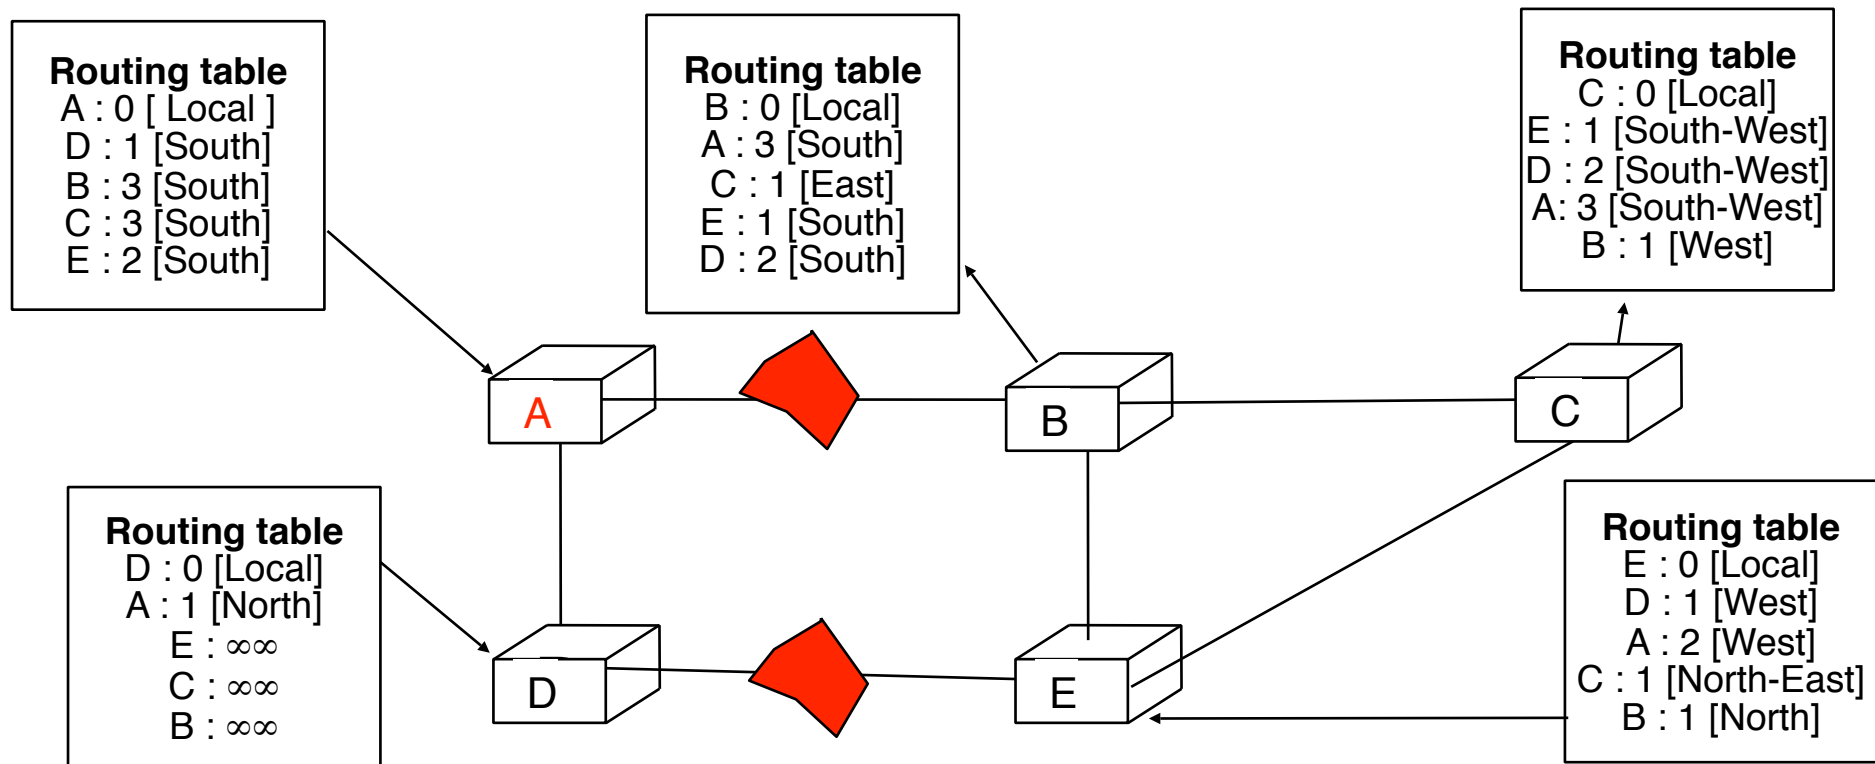 Routing table
A : 0 [ Local ]
D : 1 [South]
B : 3 [South]
C : 3 [South]
E : 2 [South]
Routing table
B : 0 [Local]
A : 3 [South]
C : 1 [East]
E : 1 [South]
D : 2 [South]
Routing table
C : 0 [Local]
E : 1 [South-West]
D : 2 [South-West]
A: 3 [South-West]
B : 1 [West]
A
B
C
Routing table
D : 0 [Local]
A : 1 [North]
E : ∞∞
C : ∞∞
B : ∞∞
D
E
Routing table
E : 0 [Local]
D : 1 [West]
A : 2 [West]
C : 1 [North-East]
B : 1 [North]